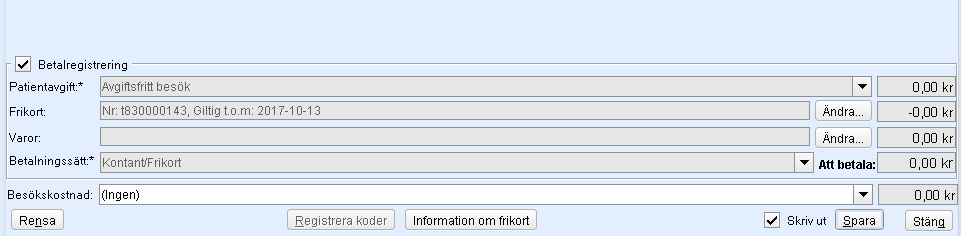 Betalregistrering
Patientavgift:* Avgiftsfritt besök 0,00 kr
Frikort: Nr: t830000143, Giltig t.o.m: 2017-10-13 Ändra... -0,00 kr
Varor: Ändra... 0,00 kr
Betalningssätt:* Kontant/Frikort Att betala: 0,00 kr
Besökskostnad: (Ingen) 0,00 kr
Rensa Registrera koder Information om frikort Skriv ut Spara Stäng